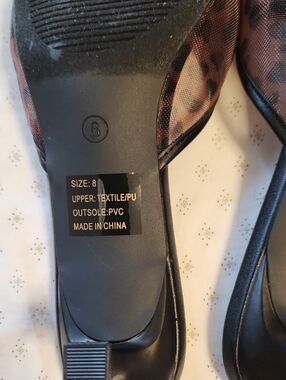 8
SIZE: 8
UPPER: TEXTILE/PU
OUTSOLE:PVC
MADE IN CHINA